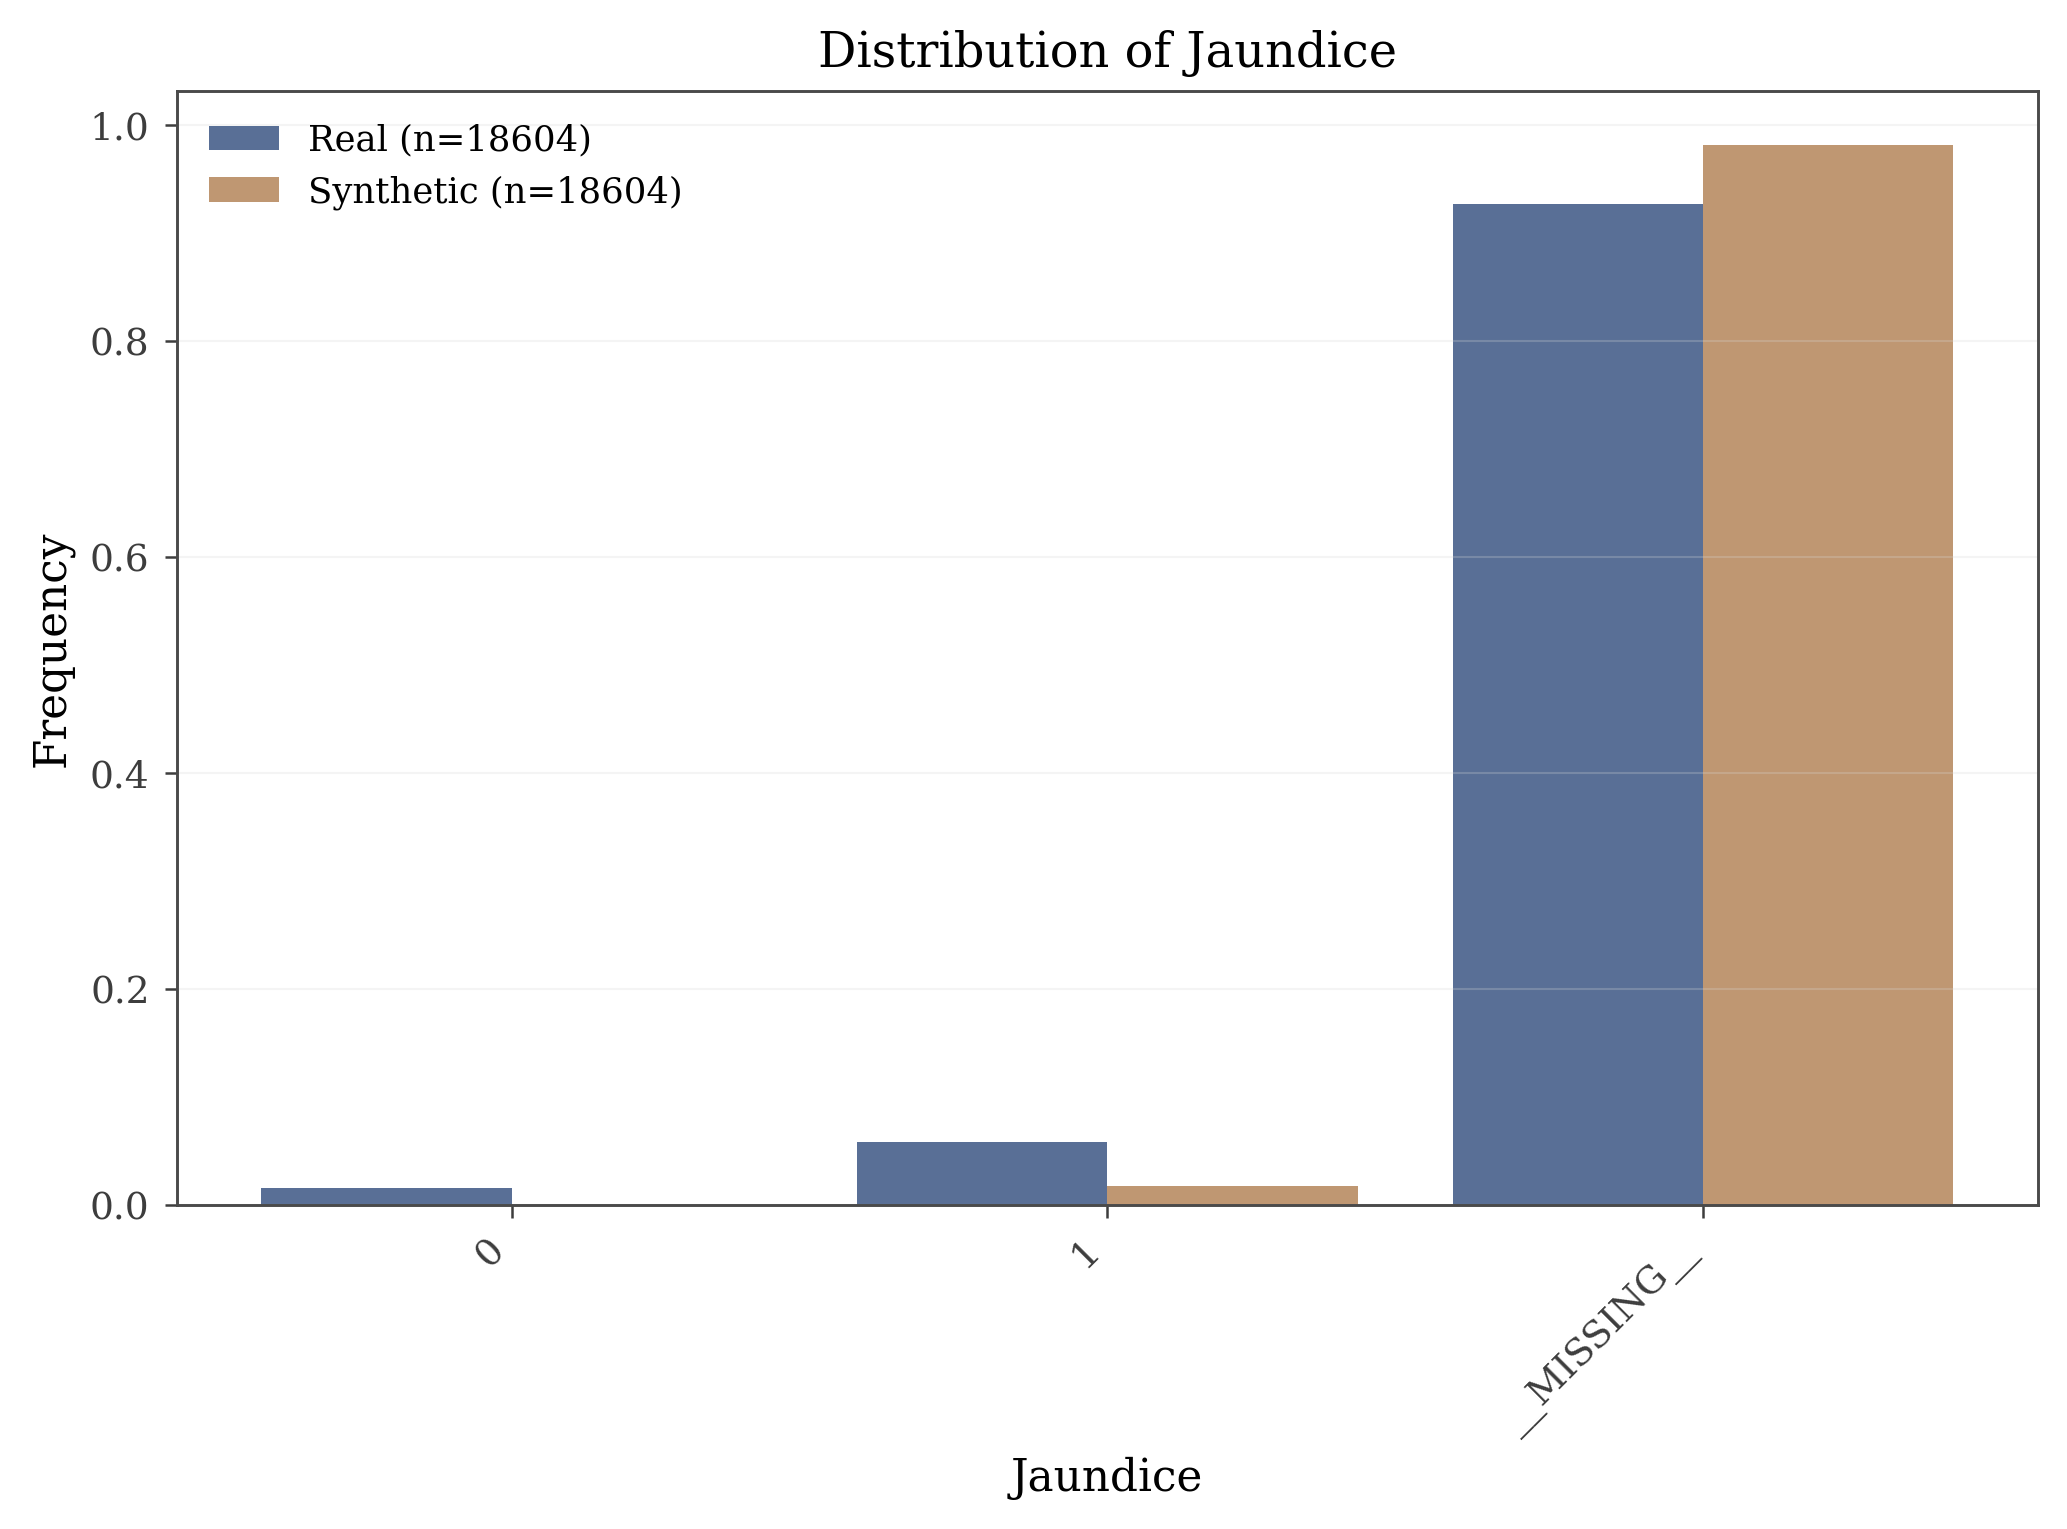 Distribution of Jaundice
Real (n=18604)
Synthetic (n=18604)
Frequency
1.0
0.8
0.6
0.4
0.2
0.0
0
1
__MISSING__
Jaundice